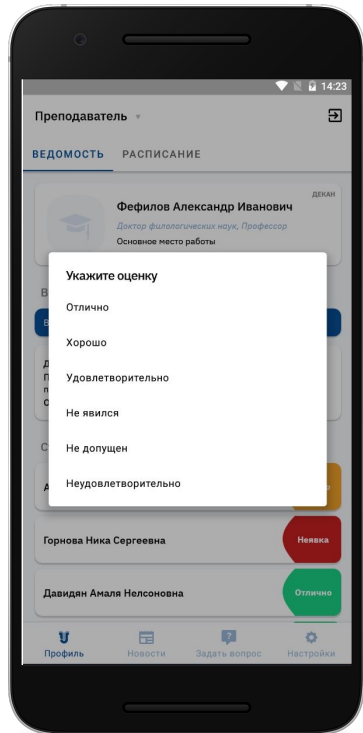 14:23
Преподаватель
ВЕДОМОСТЬ РАСПИСАНИЕ
ДЕКАН
Фефилов Александр Иванович
Доктор филологических наук, Профессор
Основное место работы
Укажите оценку
Отлично
Хорошо
Удовлетворительно
Не явился
Не допущен
Неудовлетворительно
Горнова Ника Сергеевна
Неявка
Давидян Амаля Нелсоновна
Отлично
Профиль Новости Задать вопрос Настройки